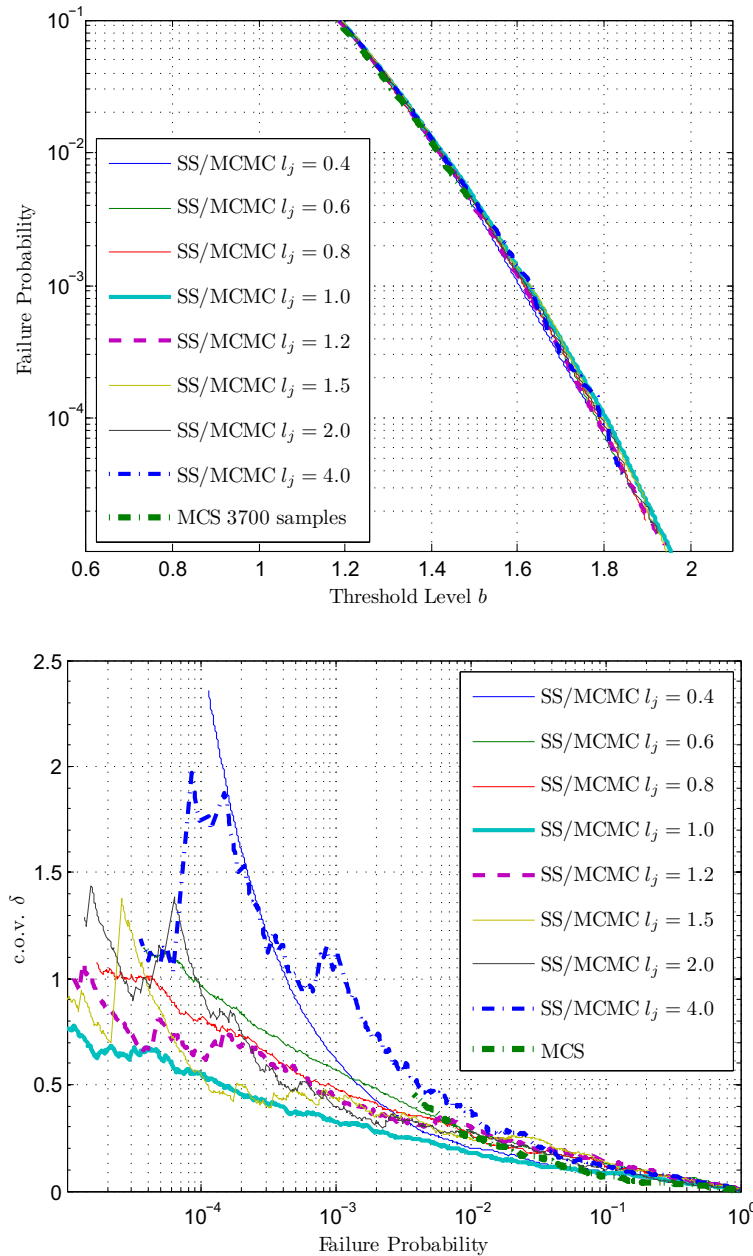 10^{-1}
10^{-2}
10^{-3}
10^{-4}
Failure Probability
SS/MCMC l_j = 0.4
SS/MCMC l_j = 0.6
SS/MCMC l_j = 0.8
SS/MCMC l_j = 1.0
SS/MCMC l_j = 1.2
SS/MCMC l_j = 1.5
SS/MCMC l_j = 2.0
SS/MCMC l_j = 4.0
MCS 3700 samples
0.6 0.8 1 1.2 1.4 1.6 1.8 2
Threshold Level b
2.5
2
1.5
1
0.5
0
c.o.v. δ
SS/MCMC l_j = 0.4
SS/MCMC l_j = 0.6
SS/MCMC l_j = 0.8
SS/MCMC l_j = 1.0
SS/MCMC l_j = 1.2
SS/MCMC l_j = 1.5
SS/MCMC l_j = 2.0
SS/MCMC l_j = 4.0
MCS
10^{-4} 10^{-3} 10^{-2} 10^{-1} 10^{0}
Failure Probability